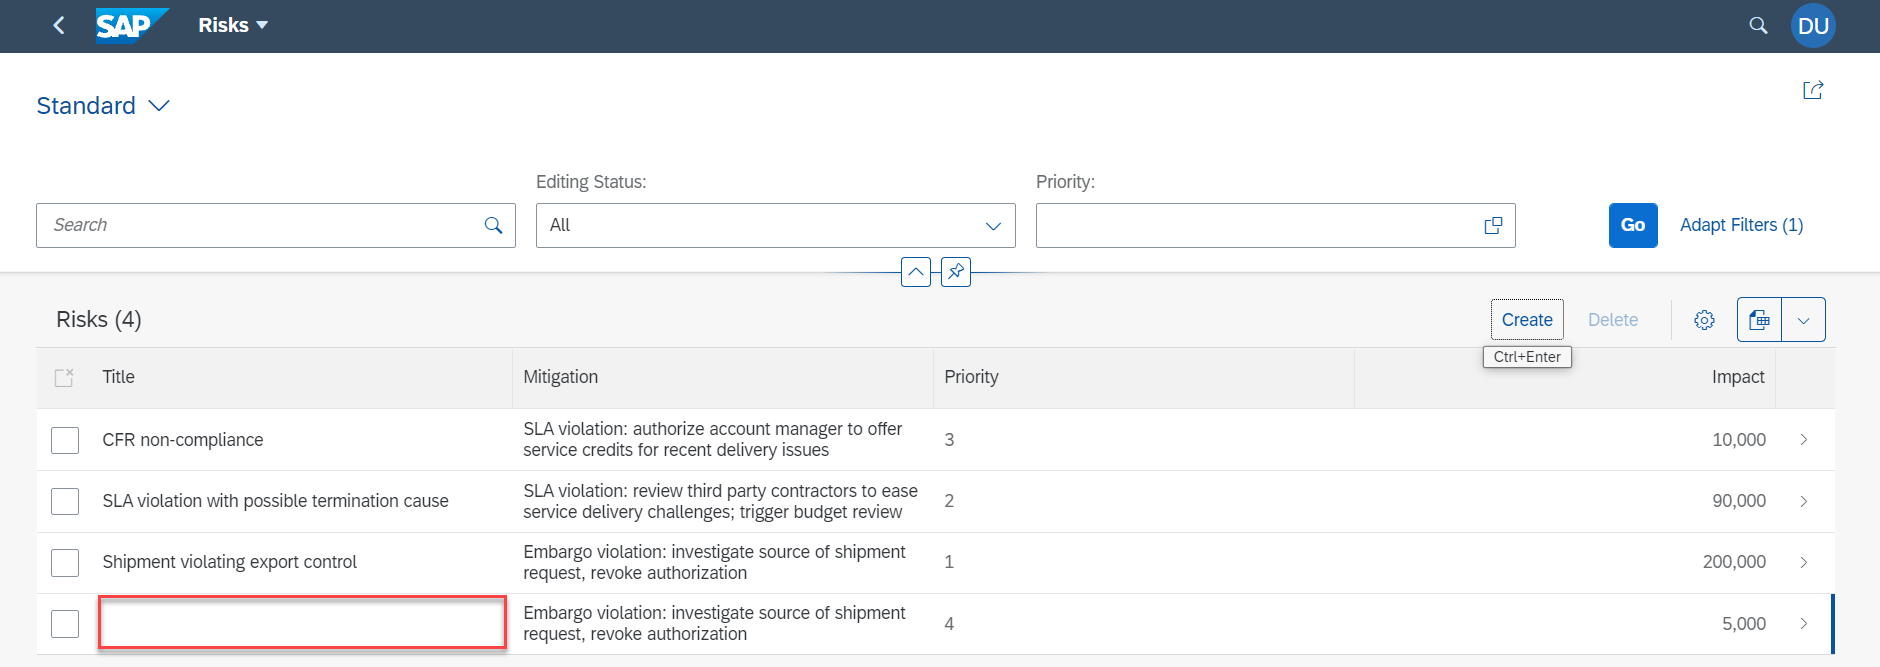 SAP Risks DU
Standard
Editing Status: Priority:
Search All Go Adapt Filters (1)
Risks (4) Create Delete
Ctrl+Enter
Title Mitigation Priority Impact
CFR non-compliance SLA violation: authorize account manager to offer 3 10,000
service credits for recent delivery issues
SLA violation with possible termination cause SLA violation: review third party contractors to ease 2 90,000
service delivery challenges; trigger budget review
Shipment violating export control Embargo violation: investigate source of shipment 1 200,000
request, revoke authorization
Embargo violation: investigate source of shipment 4 5,000
request, revoke authorization